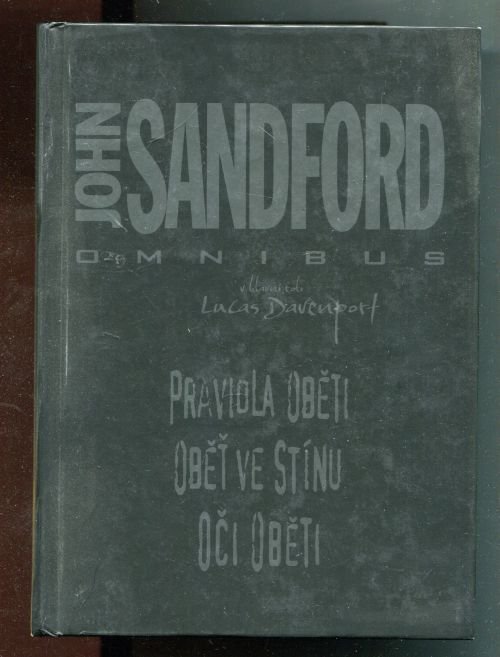 JOHN
SANDFORD
OMNIBUS
v hlavní roli
Lucas Davenport
PRAVIDLA OBĚTI
OBĚŤ VE STÍNU
OČI OBĚTI